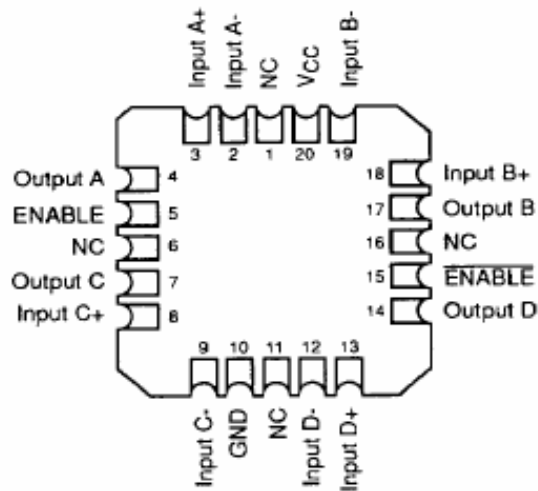 Input A+
Input A-
NC
VCC
Input B-
3
2
1
20
19
Output A 4
ENABLE 5
NC 6
Output C 7
Input C+ 8
18 Input B+
17 Output B
16 NC
15 ENABLE
14 Output D
9
10
11
12
13
Input C-
GND
NC
Input D-
Input D+